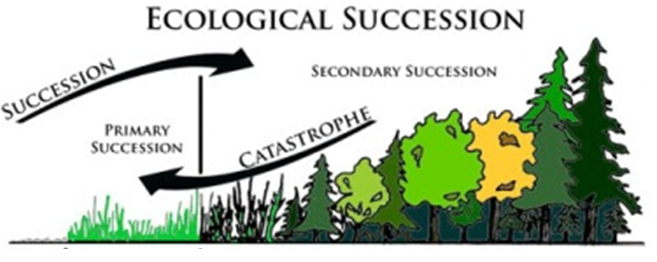 ECOLOGICAL SUCCESSION
SUCCESSION
SECONDARY SUCCESSION
PRIMARY
SUCCESSION
CATASTROPHE